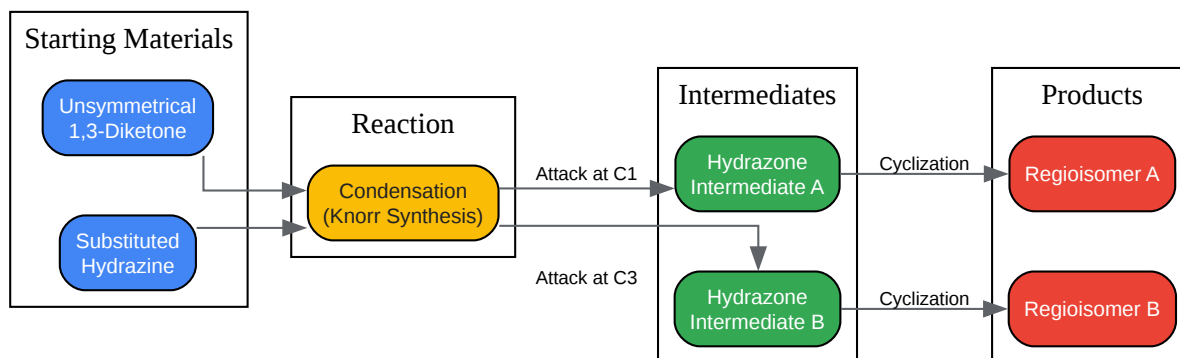 Starting Materials
Unsymmetrical
1,3-Diketone
Substituted
Hydrazine
Reaction
Condensation
(Knorr Synthesis)
Attack at C1
Attack at C3
Intermediates
Hydrazone
Intermediate A
Hydrazone
Intermediate B
Cyclization
Cyclization
Products
Regioisomer A
Regioisomer B